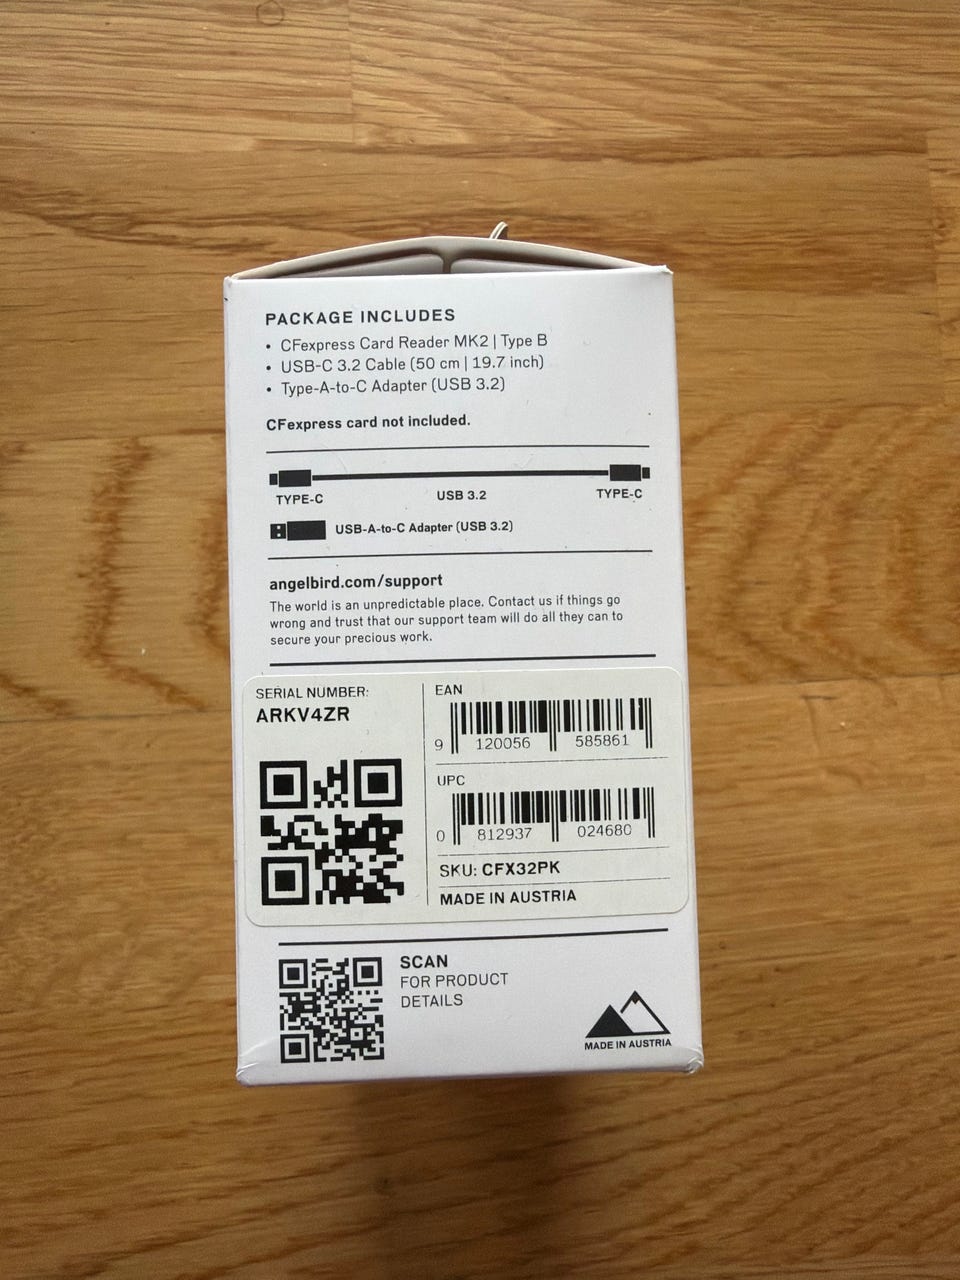 PACKAGE INCLUDES
• CFexpress Card Reader MK2 | Type B
• USB-C 3.2 Cable (50 cm | 19.7 inch)
• Type-A-to-C Adapter (USB 3.2)
CFexpress card not included.
TYPE-C USB 3.2 TYPE-C
USB-A-to-C Adapter (USB 3.2)
angelbird.com/support
The world is an unpredictable place. Contact us if things go
wrong and trust that our support team will do all they can to
secure your precious work.
SERIAL NUMBER:
ARKV4ZR
EAN
9 120056 585861
UPC
0 812937 024680
SKU: CFX32PK
MADE IN AUSTRIA
SCAN
FOR PRODUCT
DETAILS
MADE IN AUSTRIA